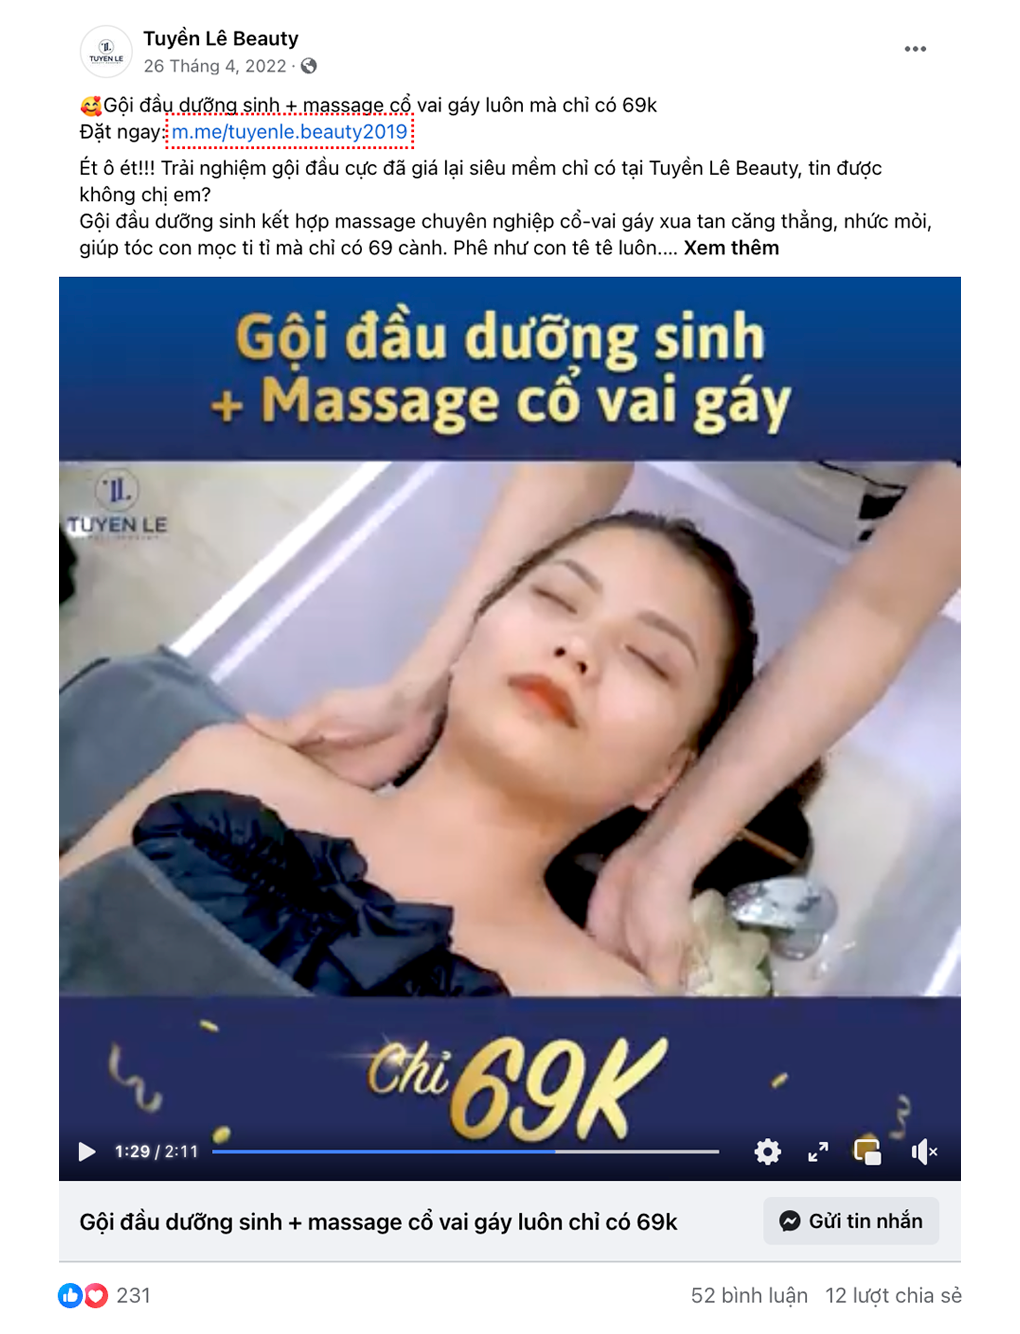 TUYEN LE
Tuyền Lê Beauty
26 Tháng 4, 2022 ·
🥰Gội đầu dưỡng sinh + massage cổ vai gáy luôn mà chỉ có 69k
Đặt ngay: m.me/tuyenle.beauty2019
Ét ô ét!!! Trải nghiệm gội đầu cực đã giá lại siêu mềm chỉ có tại Tuyền Lê Beauty, tin được
không chị em?
Gội đầu dưỡng sinh kết hợp massage chuyên nghiệp cổ-vai gáy xua tan căng thẳng, nhức mỏi,
giúp tóc con mọc ti tỉ mà chỉ có 69 cành. Phê như con tê tê luôn.... Xem thêm
Gội đầu dưỡng sinh
+ Massage cổ vai gáy
TUYEN LE
Chỉ 69K
1:29 / 2:11
Gội đầu dưỡng sinh + massage cổ vai gáy luôn chỉ có 69k
Gửi tin nhắn
231
52 bình luận 12 lượt chia sẻ